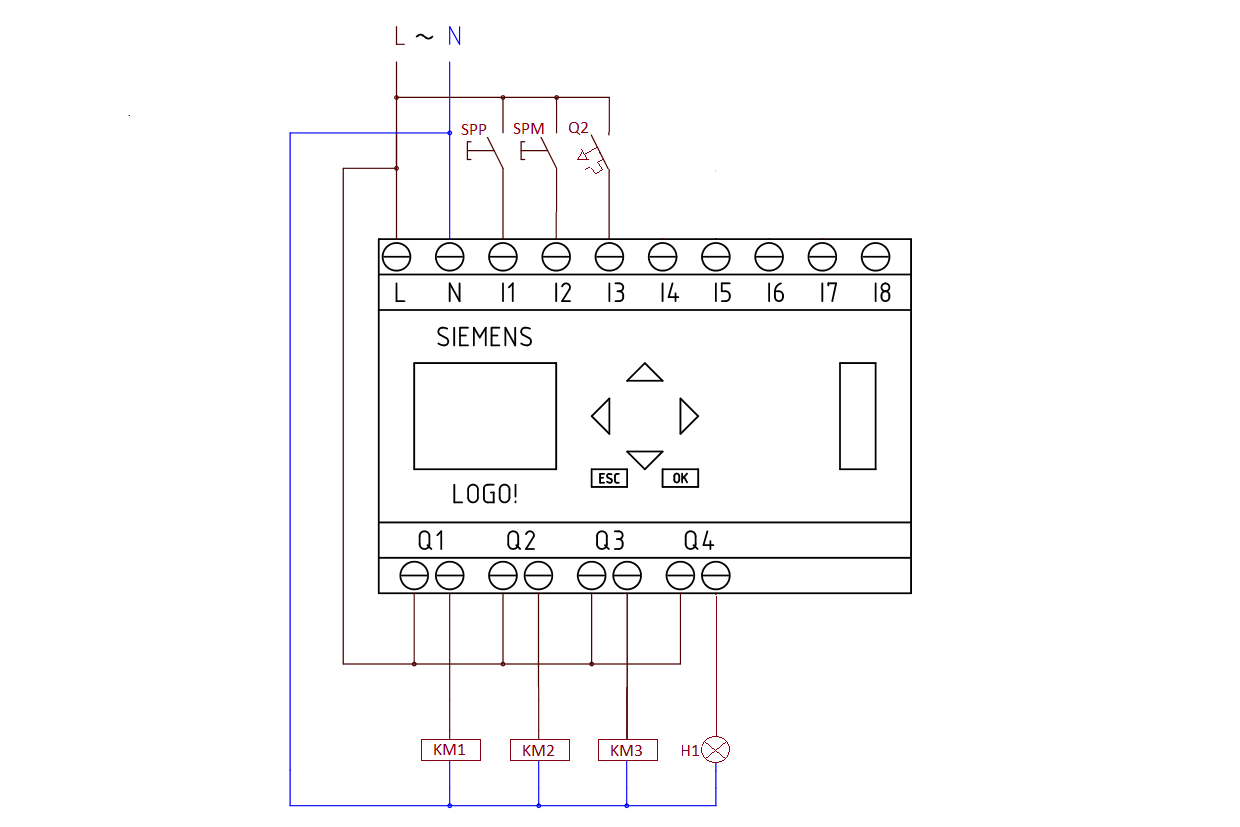 L ~ N
SPP SPM Q2
L N I1 I2 I3 I4 I5 I6 I7 I8
SIEMENS
ESC OK
LOGO!
Q1 Q2 Q3 Q4
KM1 KM2 KM3 H1